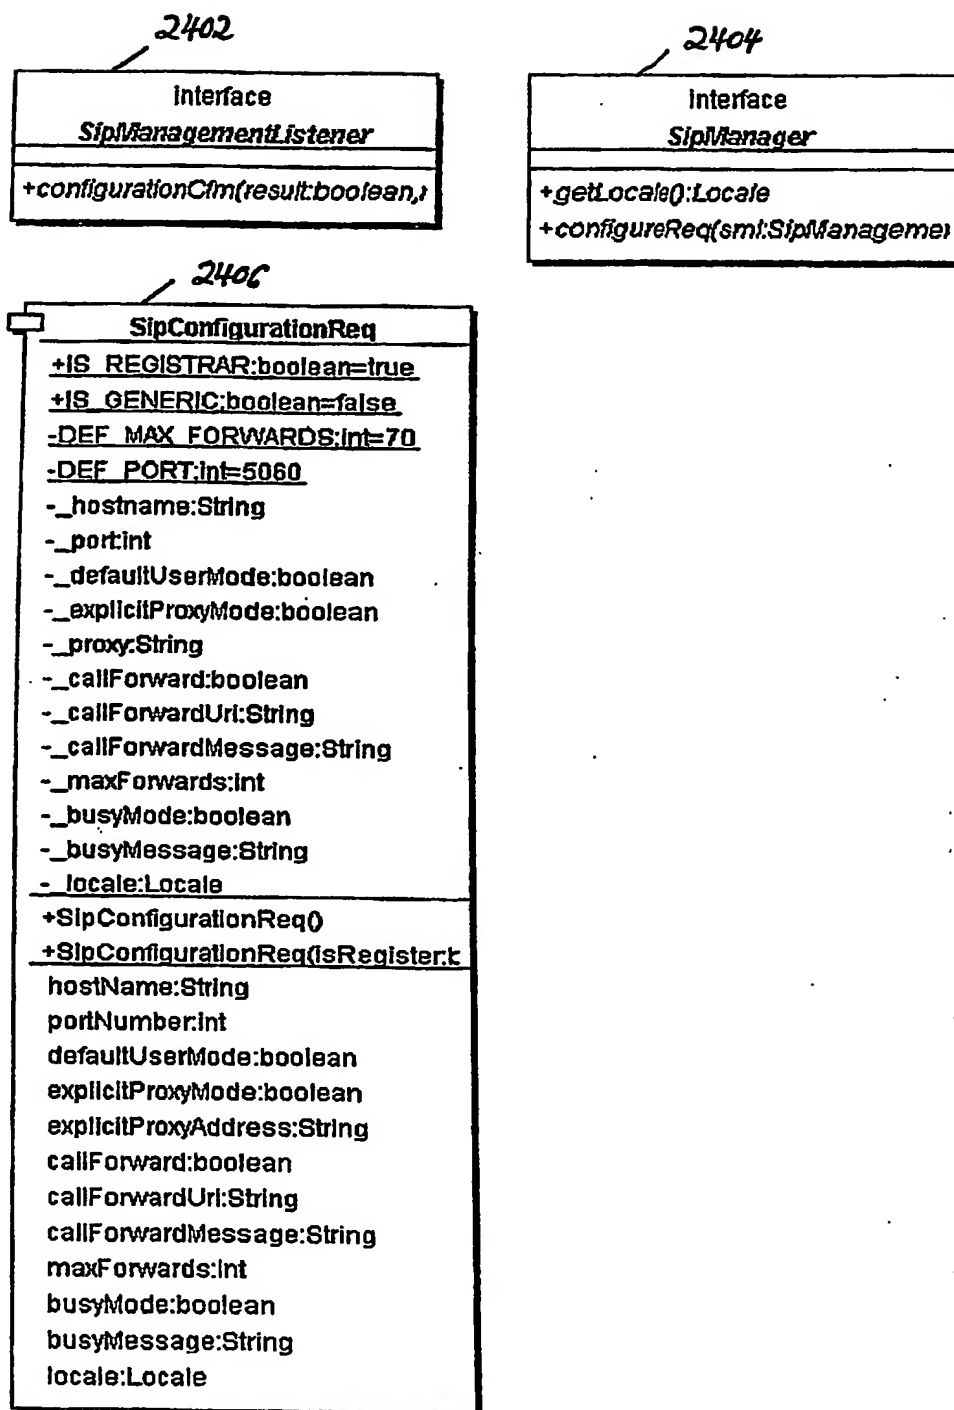 2402
interface
SipManagementListener
+configurationCfm(result:boolean,r
2404
interface
SipManager
+getLocale():Locale
+configureReq(sml:SipManagemer
2406
SipConfigurationReq
+IS_REGISTRAR:boolean=true
+IS_GENERIC:boolean=false
-DEF_MAX_FORWARDS:int=70
-DEF_PORT:int=5060
-_hostname:String
-_port:int
-_defaultUserMode:boolean
-_explicitProxyMode:boolean
-_proxy:String
-_callForward:boolean
-_callForwardUri:String
-_callForwardMessage:String
-_maxForwards:int
-_busyMode:boolean
-_busyMessage:String
-_locale:Locale
+SipConfigurationReq()
+SipConfigurationReq(isRegister:b
hostName:String
portNumber:int
defaultUserMode:boolean
explicitProxyMode:boolean
explicitProxyAddress:String
callForward:boolean
callForwardUri:String
callForwardMessage:String
maxForwards:int
busyMode:boolean
busyMessage:String
locale:Locale